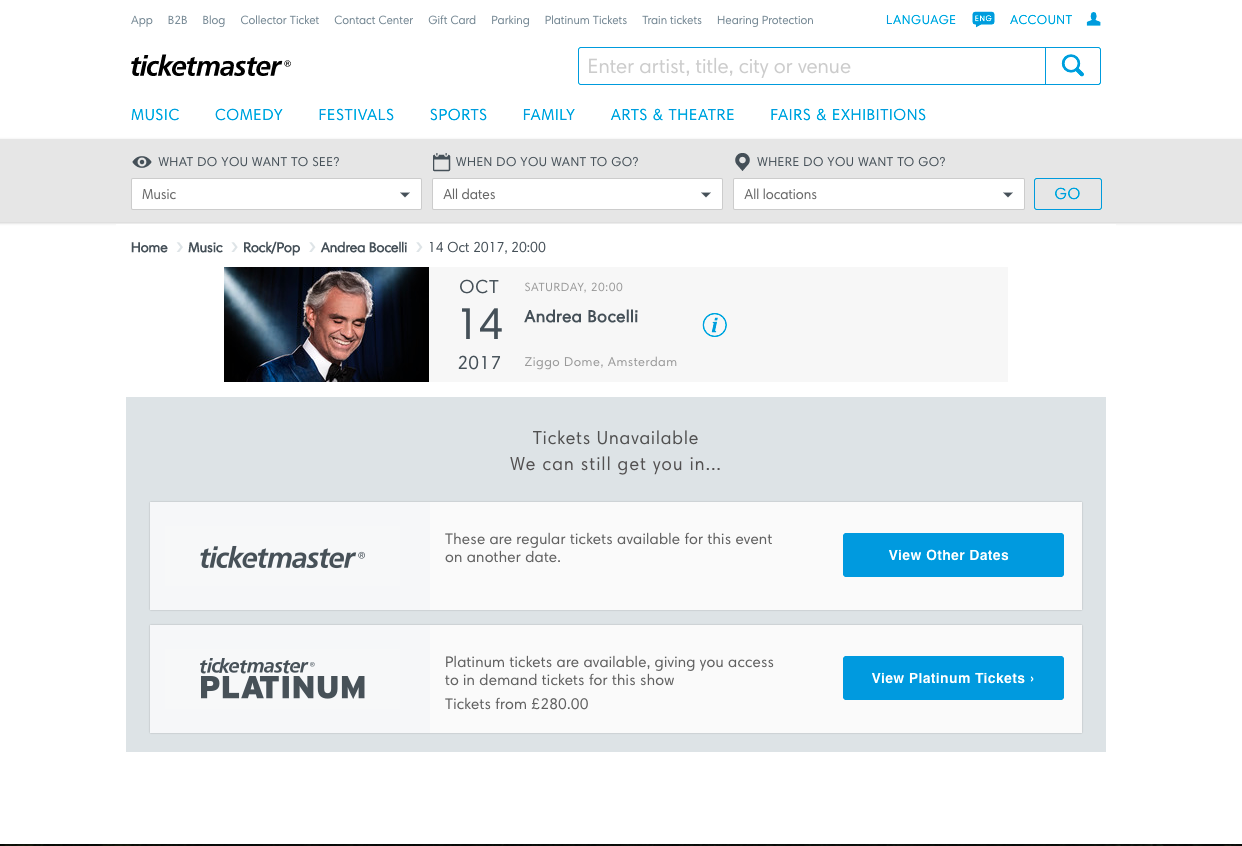 App B2B Blog Collector Ticket Contact Center Gift Card Parking Platinum Tickets Train tickets Hearing Protection LANGUAGE ENG ACCOUNT
ticketmaster®
Enter artist, title, city or venue
MUSIC COMEDY FESTIVALS SPORTS FAMILY ARTS & THEATRE FAIRS & EXHIBITIONS
WHAT DO YOU WANT TO SEE? WHEN DO YOU WANT TO GO? WHERE DO YOU WANT TO GO?
Music All dates All locations GO
Home Music Rock/Pop Andrea Bocelli 14 Oct 2017, 20:00
OCT
14
2017
SATURDAY, 20:00
Andrea Bocelli
i
Ziggo Dome, Amsterdam
Tickets Unavailable
We can still get you in...
ticketmaster®
These are regular tickets available for this event
on another date.
View Other Dates
ticketmaster®
PLATINUM
Platinum tickets are available, giving you access
to in demand tickets for this show
Tickets from £280.00
View Platinum Tickets ›